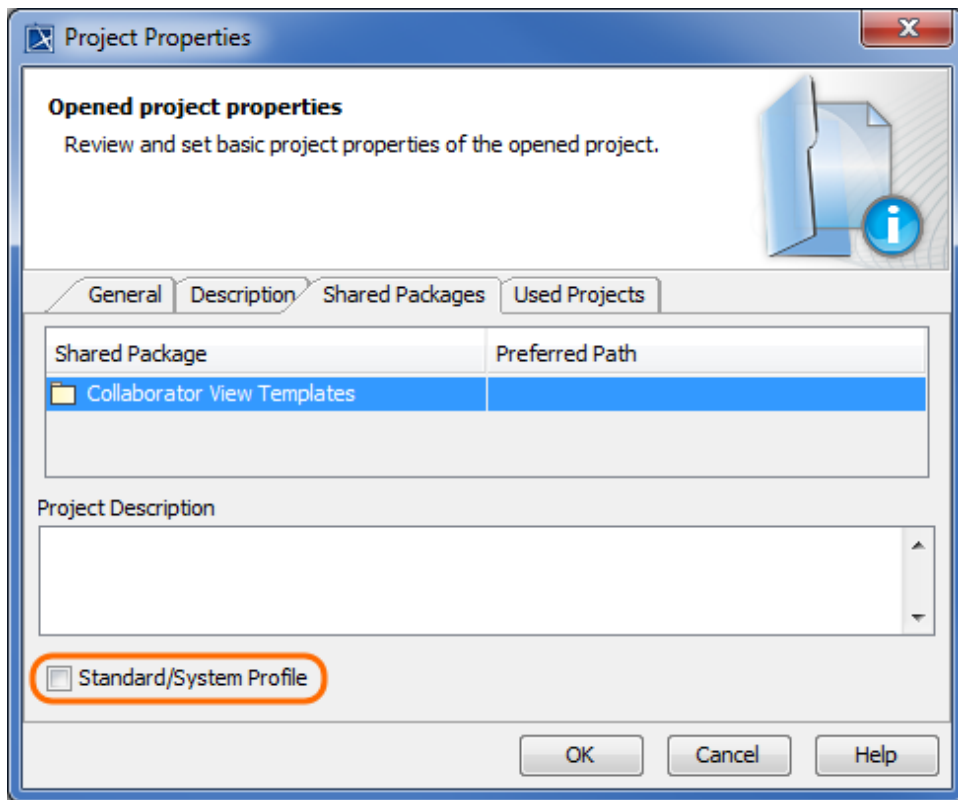 Project Properties
Opened project properties
Review and set basic project properties of the opened project.
General Description Shared Packages Used Projects
Shared Package Preferred Path
Collaborator View Templates
Project Description
Standard/System Profile
OK Cancel Help